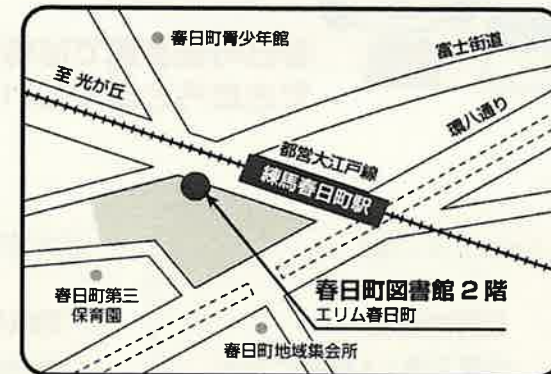 春日町青少年館
富士街道
至 光が丘
環八通り
都営大江戸線
練馬春日町駅
春日町図書館 2 階
エリム春日町
春日町第三
保育園
春日町地域集会所